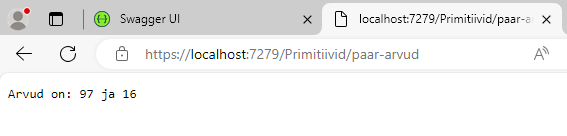 Swagger UI
localhost:7279/Primitiivid/paar-a
https://localhost:7279/Primitiivid/paar-arvud
Arvud on: 97 ja 16